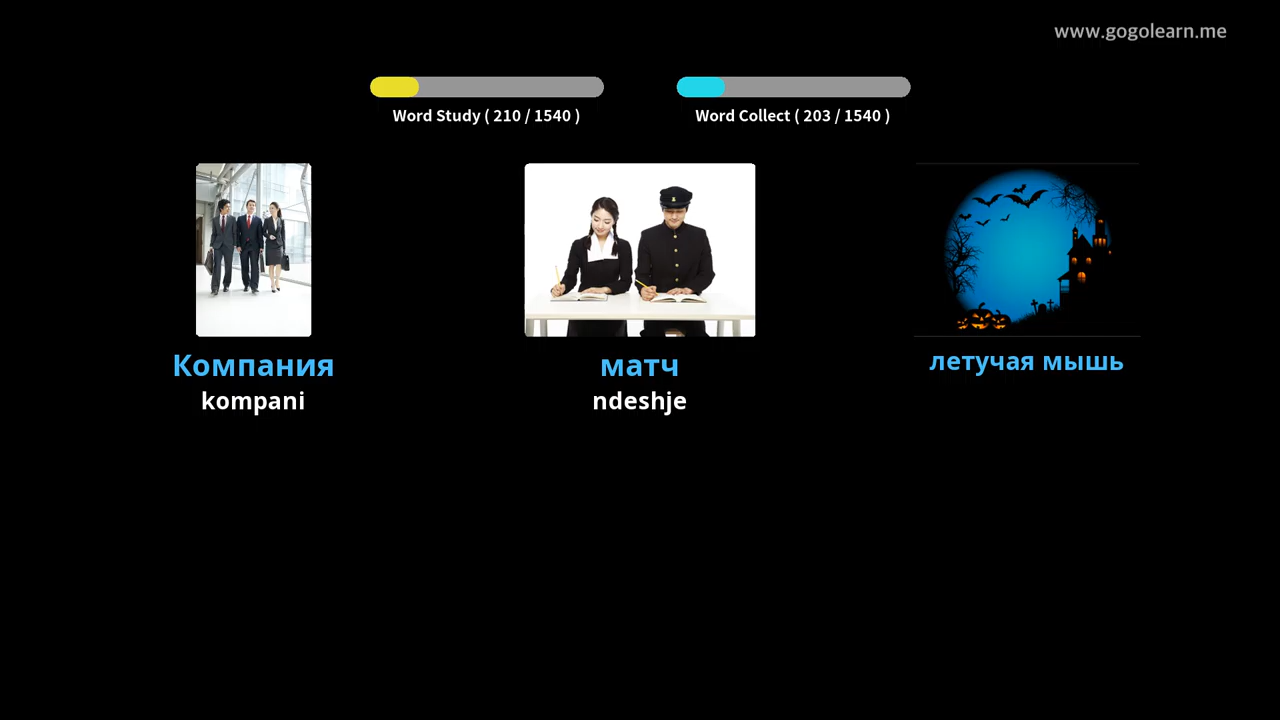 www.gogolearn.me
Word Study ( 210 / 1540 )
Word Collect ( 203 / 1540 )
Компания
kompani
матч
ndeshje
летучая мышь